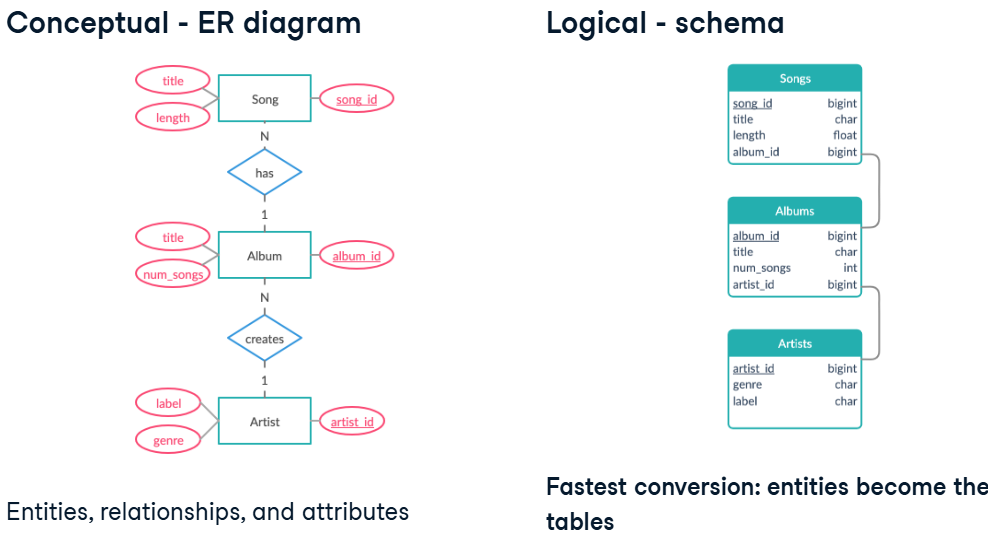 Conceptual - ER diagram
title
Song
song_id
length
N
has
1
title
Album
album_id
num_songs
N
creates
1
label
Artist
artist_id
genre
Entities, relationships, and attributes
Logical - schema
Songs
song_id bigint
title char
length float
album_id bigint
Albums
album_id bigint
title char
num_songs int
artist_id bigint
Artists
artist_id bigint
genre char
label char
Fastest conversion: entities become the
tables